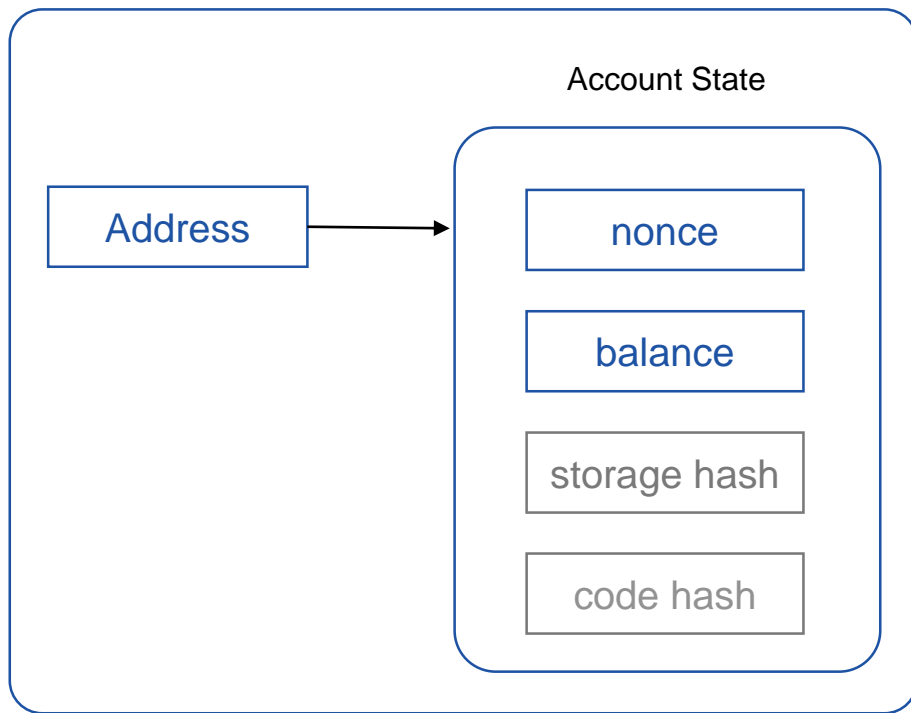 Account State
Address
nonce
balance
storage hash
code hash